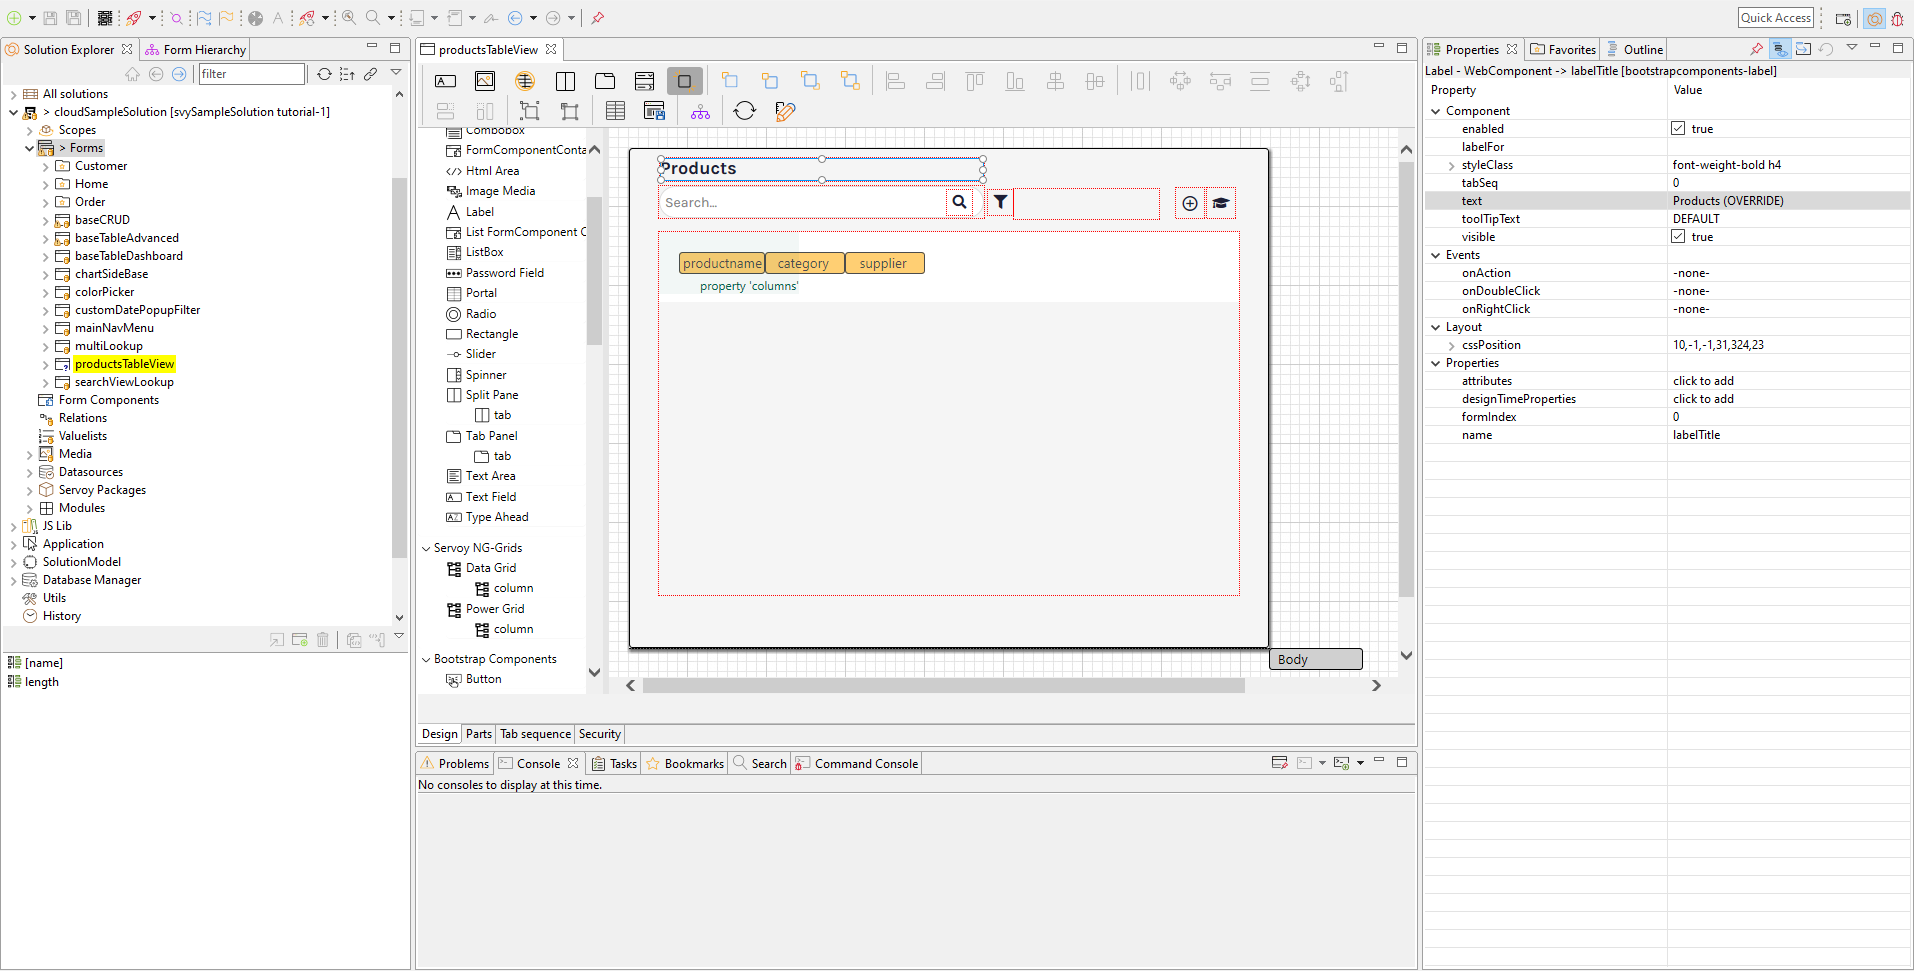 Quick Access
Solution Explorer
Form Hierarchy
filter
All solutions
> cloudSampleSolution [svySampleSolution tutorial-1]
Scopes
> Forms
Customer
Home
Order
baseCRUD
baseTableAdvanced
baseTableDashboard
chartSideBase
colorPicker
customDatePopupFilter
mainNavMenu
multiLookup
productsTableView
searchViewLookup
Form Components
Relations
Valuelists
Media
Datasources
Servoy Packages
Modules
JS Lib
Application
SolutionModel
Database Manager
Utils
History
[name]
length
productsTableView
Combobox
FormComponentConta
Html Area
Image Media
Label
List FormComponent C
ListBox
Password Field
Portal
Radio
Rectangle
Slider
Spinner
Split Pane
tab
Tab Panel
tab
Text Area
Text Field
Type Ahead
Servoy NG-Grids
Data Grid
column
Power Grid
column
Bootstrap Components
Button
Products
Search...
productname
category
supplier
property 'columns'
Body
Design
Parts
Tab sequence
Security
Problems
Console
Tasks
Bookmarks
Search
Command Console
No consoles to display at this time.
Properties
Favorites
Outline
Label - WebComponent -> labelTitle [bootstrapcomponents-label]
Property Value
Component
enabled true
labelFor
styleClass font-weight-bold h4
tabSeq 0
text Products (OVERRIDE)
toolTipText DEFAULT
visible true
Events
onAction -none-
onDoubleClick -none-
onRightClick -none-
Layout
cssPosition 10,-1,-1,31,324,23
Properties
attributes click to add
designTimeProperties click to add
formIndex 0
name labelTitle